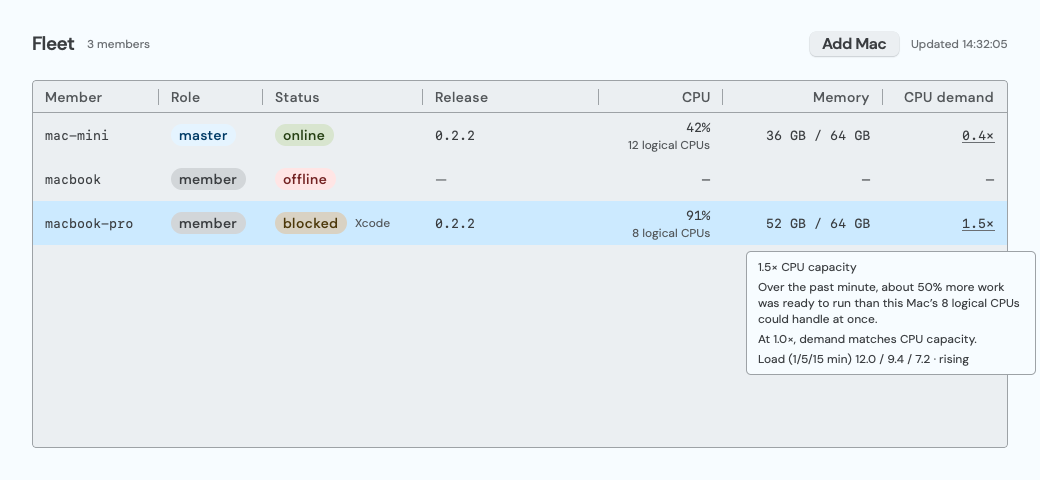 Fleet 3 members Add Mac Updated 14:32:05
Member Role Status Release CPU Memory CPU demand
mac-mini master online 0.2.2 42% 36 GB / 64 GB 0.4×
12 logical CPUs
macbook member offline — — — —
macbook-pro member blocked Xcode 0.2.2 91% 52 GB / 64 GB 1.5×
8 logical CPUs
1.5× CPU capacity
Over the past minute, about 50% more work
was ready to run than this Mac’s 8 logical CPUs
could handle at once.
At 1.0×, demand matches CPU capacity.
Load (1/5/15 min) 12.0 / 9.4 / 7.2 · rising